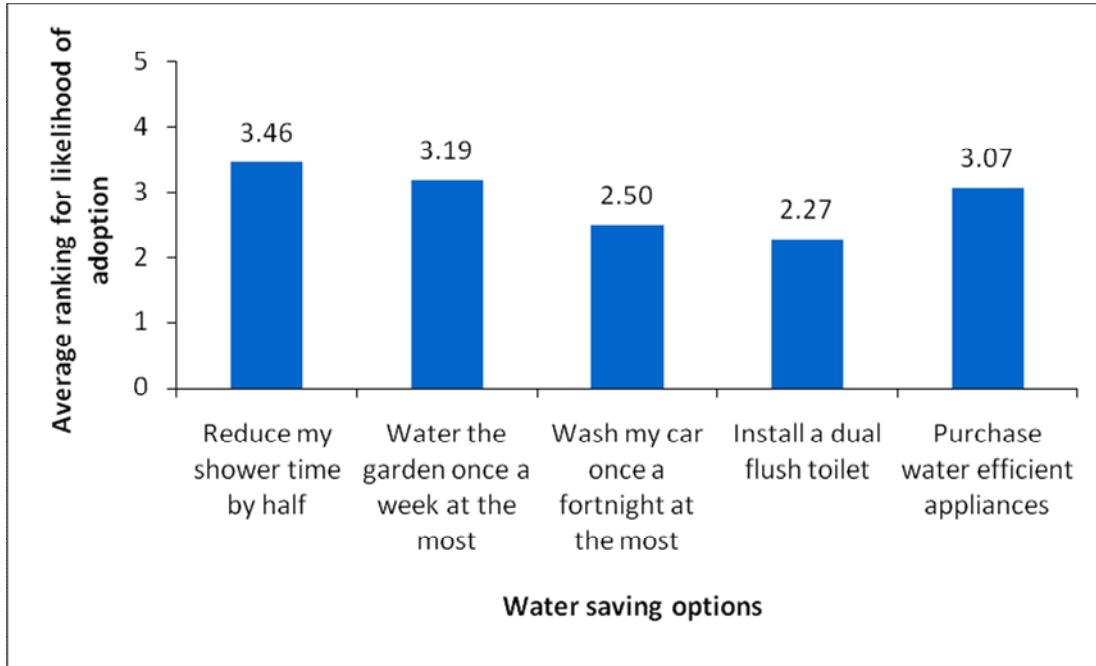 Average ranking for likelihood of
adoption
5
4
3
2
1
0
3.46
3.19
2.50
2.27
3.07
Reduce my
shower time
by half
Water the
garden once a
week at the
most
Wash my car
once a
fortnight at
the most
Install a dual
flush toilet
Purchase
water efficient
appliances
Water saving options